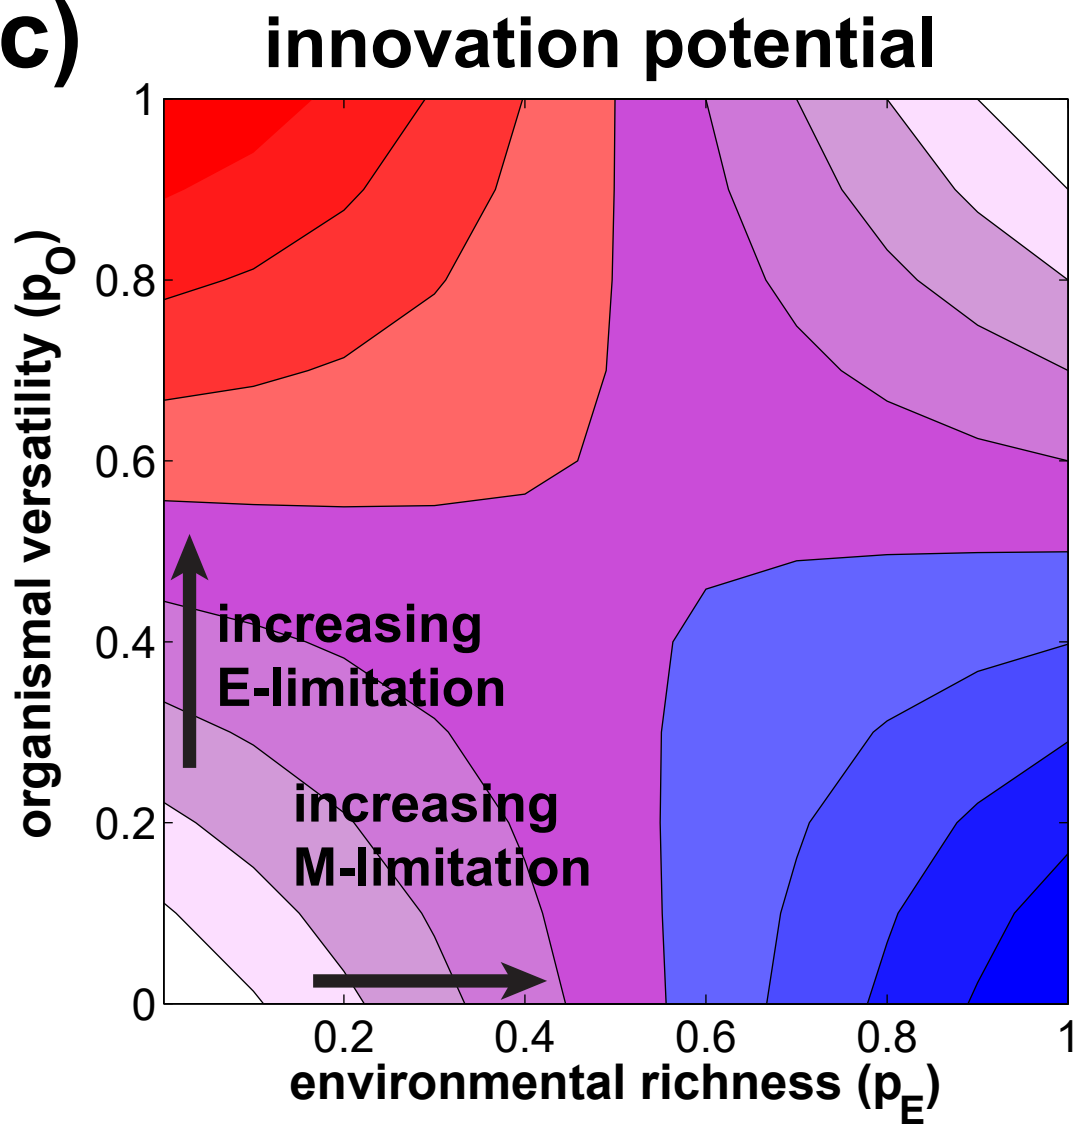 c)
innovation potential
1
0.8
0.6
0.4
0.2
0
organismal versatility (pO)
increasing
E-limitation
increasing
M-limitation
0.2 0.4 0.6 0.8 1
environmental richness (pE)